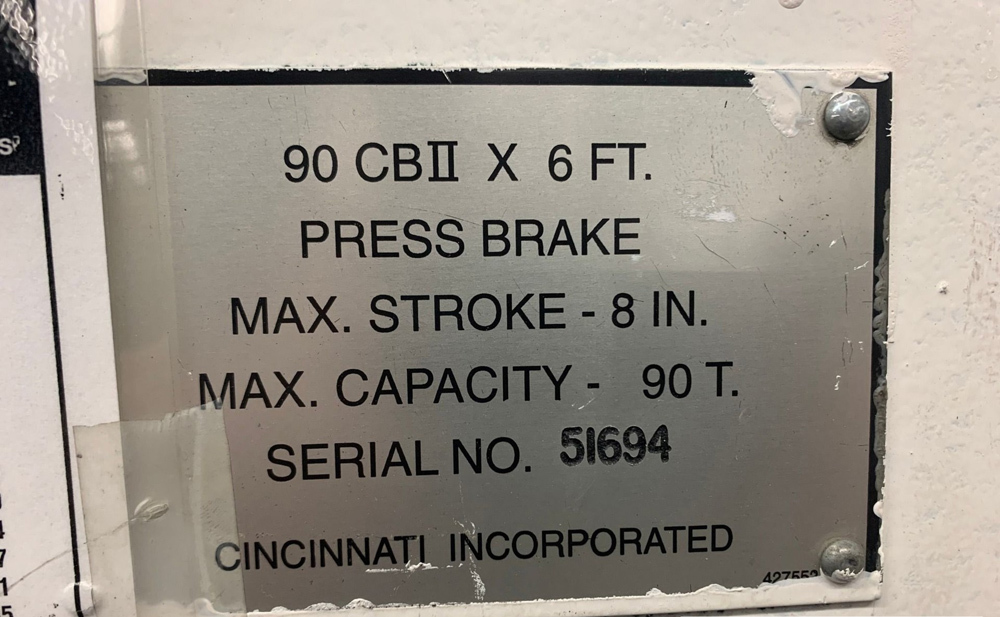 90 CBII X 6 FT.
PRESS BRAKE
MAX. STROKE - 8 IN.
MAX. CAPACITY - 90 T.
SERIAL NO. 51694
CINCINNATI INCORPORATED